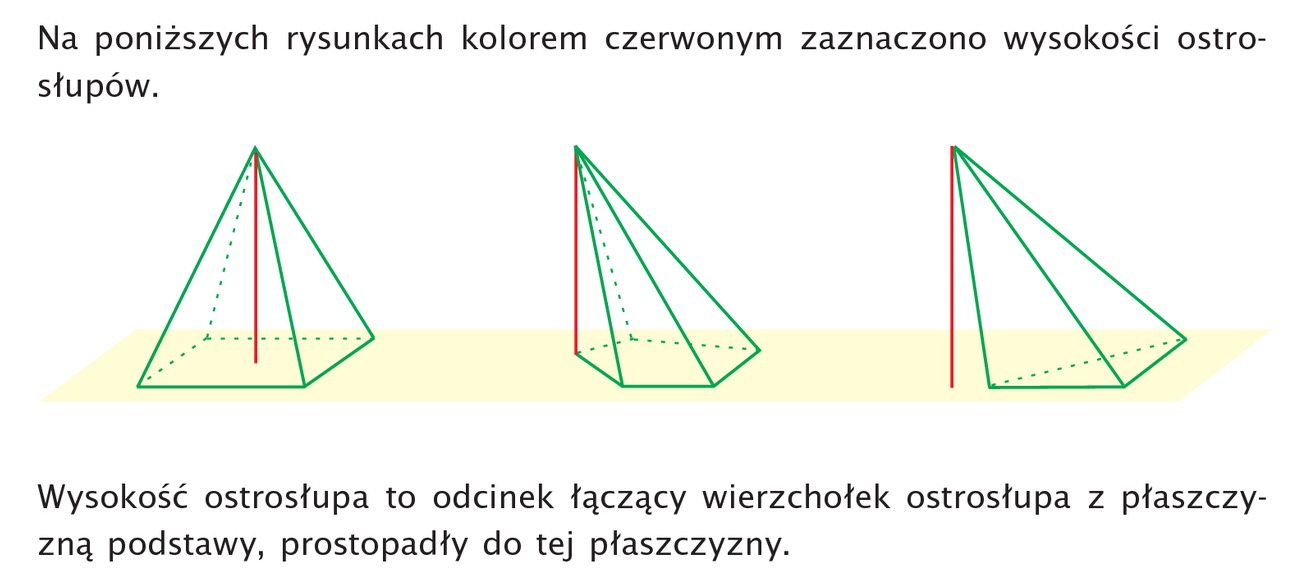 Na poniższych rysunkach kolorem czerwonym zaznaczono wysokości ostro-
słupów.
Wysokość ostrosłupa to odcinek łączący wierzchołek ostrosłupa z płaszczy-
zną podstawy, prostopadły do tej płaszczyzny.